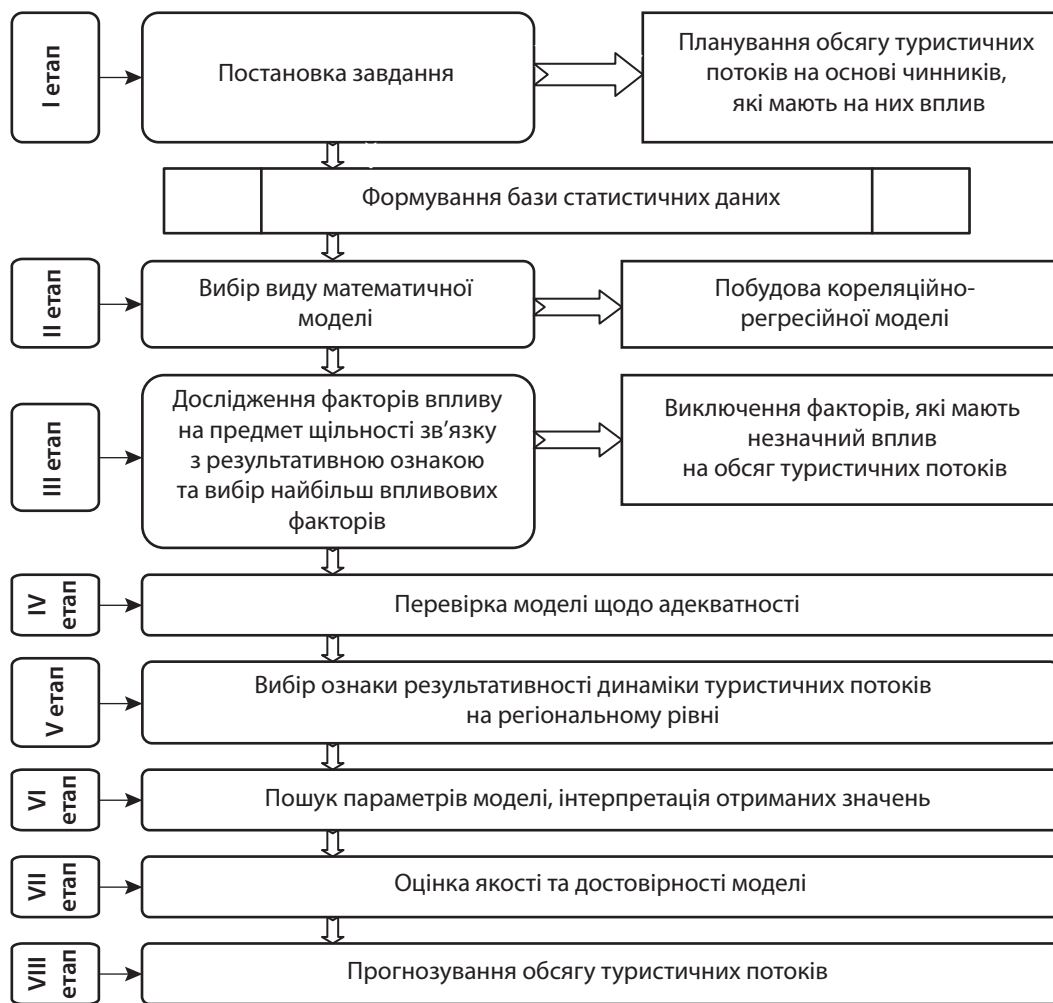 І етап
Постановка завдання
Планування обсягу туристичних
потоків на основі чинників,
які мають на них вплив
Формування бази статистичних даних
ІІ етап
Вибір виду математичної
моделі
Побудова кореляційно-
регресійної моделі
ІІІ етап
Дослідження факторів впливу
на предмет щільності зв’язку
з результативною ознакою
та вибір найбільш впливових
факторів
Виключення факторів, які мають
незначний вплив
на обсяг туристичних потоків
IV
етап
Перевірка моделі щодо адекватності
V етап
Вибір ознаки результативності динаміки туристичних потоків
на регіональному рівні
VI
етап
Пошук параметрів моделі, інтерпретація отриманих значень
VII
етап
Оцінка якості та достовірності моделі
VIII
етап
Прогнозування обсягу туристичних потоків